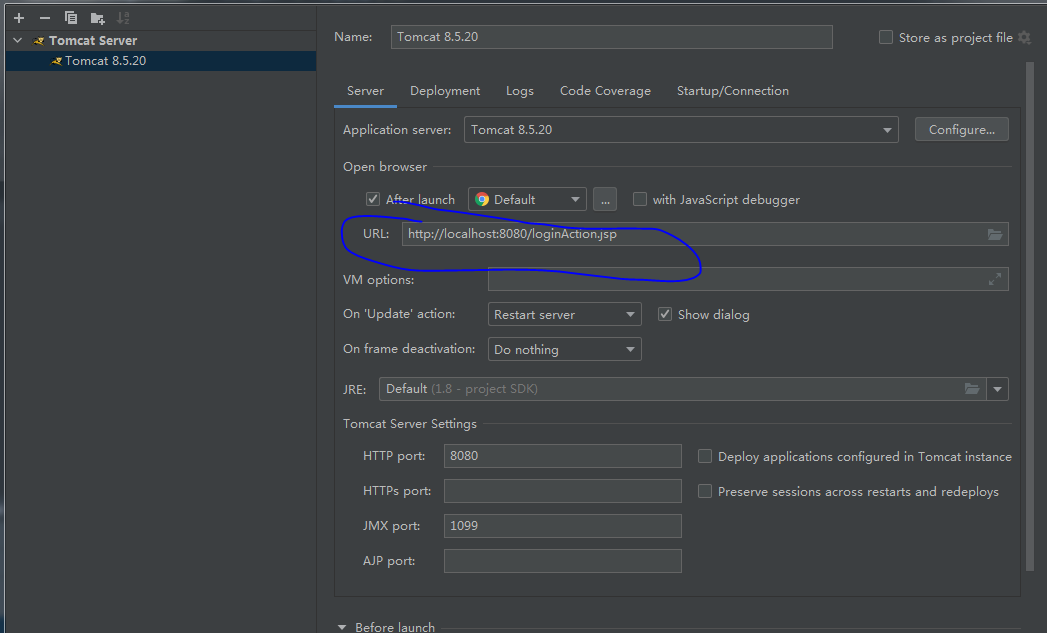 Tomcat Server
Tomcat 8.5.20
Name: Tomcat 8.5.20 Store as project file
Server Deployment Logs Code Coverage Startup/Connection
Application server: Tomcat 8.5.20 Configure...
Open browser
After launch Default ... with JavaScript debugger
URL: http://localhost:8080/loginAction.jsp
VM options:
On 'Update' action: Restart server Show dialog
On frame deactivation: Do nothing
JRE: Default (1.8 - project SDK)
Tomcat Server Settings
HTTP port: 8080 Deploy applications configured in Tomcat instance
HTTPs port: Preserve sessions across restarts and redeploys
JMX port: 1099
AJP port:
Before launch